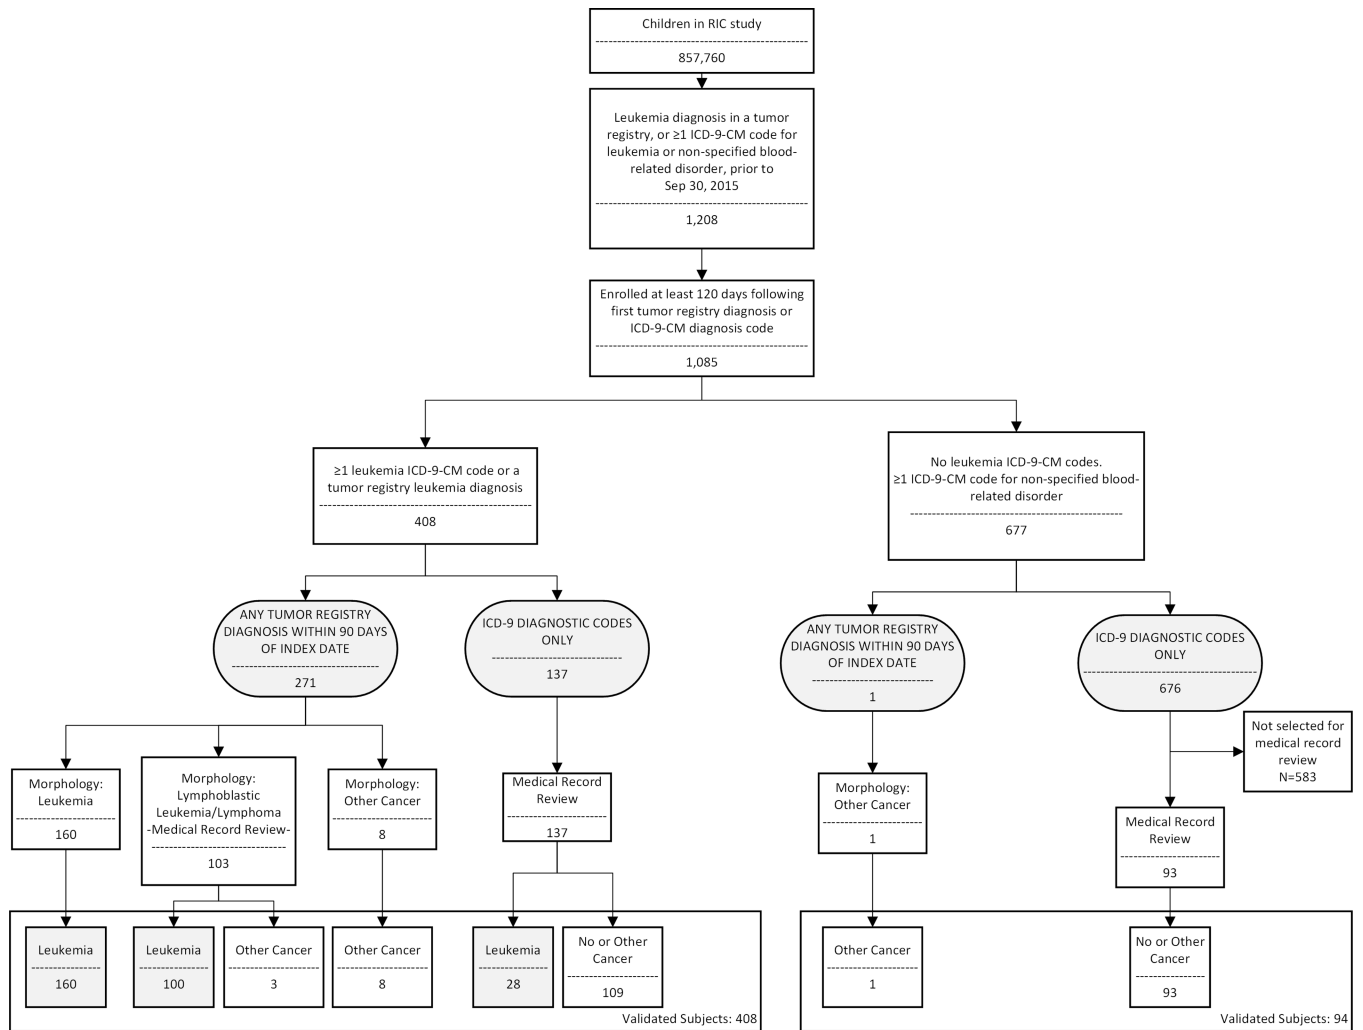 Children in RIC study
857,760
Leukemia diagnosis in a tumor
registry, or ≥1 ICD-9-CM code for
leukemia or non-specified blood-
related disorder, prior to
Sep 30, 2015
1,208
Enrolled at least 120 days following
first tumor registry diagnosis or
ICD-9-CM diagnosis code
1,085
≥1 leukemia ICD-9-CM code or a
tumor registry leukemia diagnosis
408
No leukemia ICD-9-CM codes.
≥1 ICD-9-CM code for non-specified blood-
related disorder
677
ANY TUMOR REGISTRY
DIAGNOSIS WITHIN 90 DAYS
OF INDEX DATE
271
ICD-9 DIAGNOSTIC CODES
ONLY
137
ANY TUMOR REGISTRY
DIAGNOSIS WITHIN 90 DAYS
OF INDEX DATE
1
ICD-9 DIAGNOSTIC CODES
ONLY
676
Not selected for
medical record
review
N=583
Morphology:
Leukemia
160
Morphology:
Lymphoblastic
Leukemia/Lymphoma
-Medical Record Review-
103
Morphology:
Other Cancer
8
Medical Record
Review
137
Morphology:
Other Cancer
1
Medical Record
Review
93
Leukemia
160
Leukemia
100
Other Cancer
3
Other Cancer
8
Leukemia
28
No or Other
Cancer
109
Validated Subjects: 408
Other Cancer
1
No or Other
Cancer
93
Validated Subjects: 94